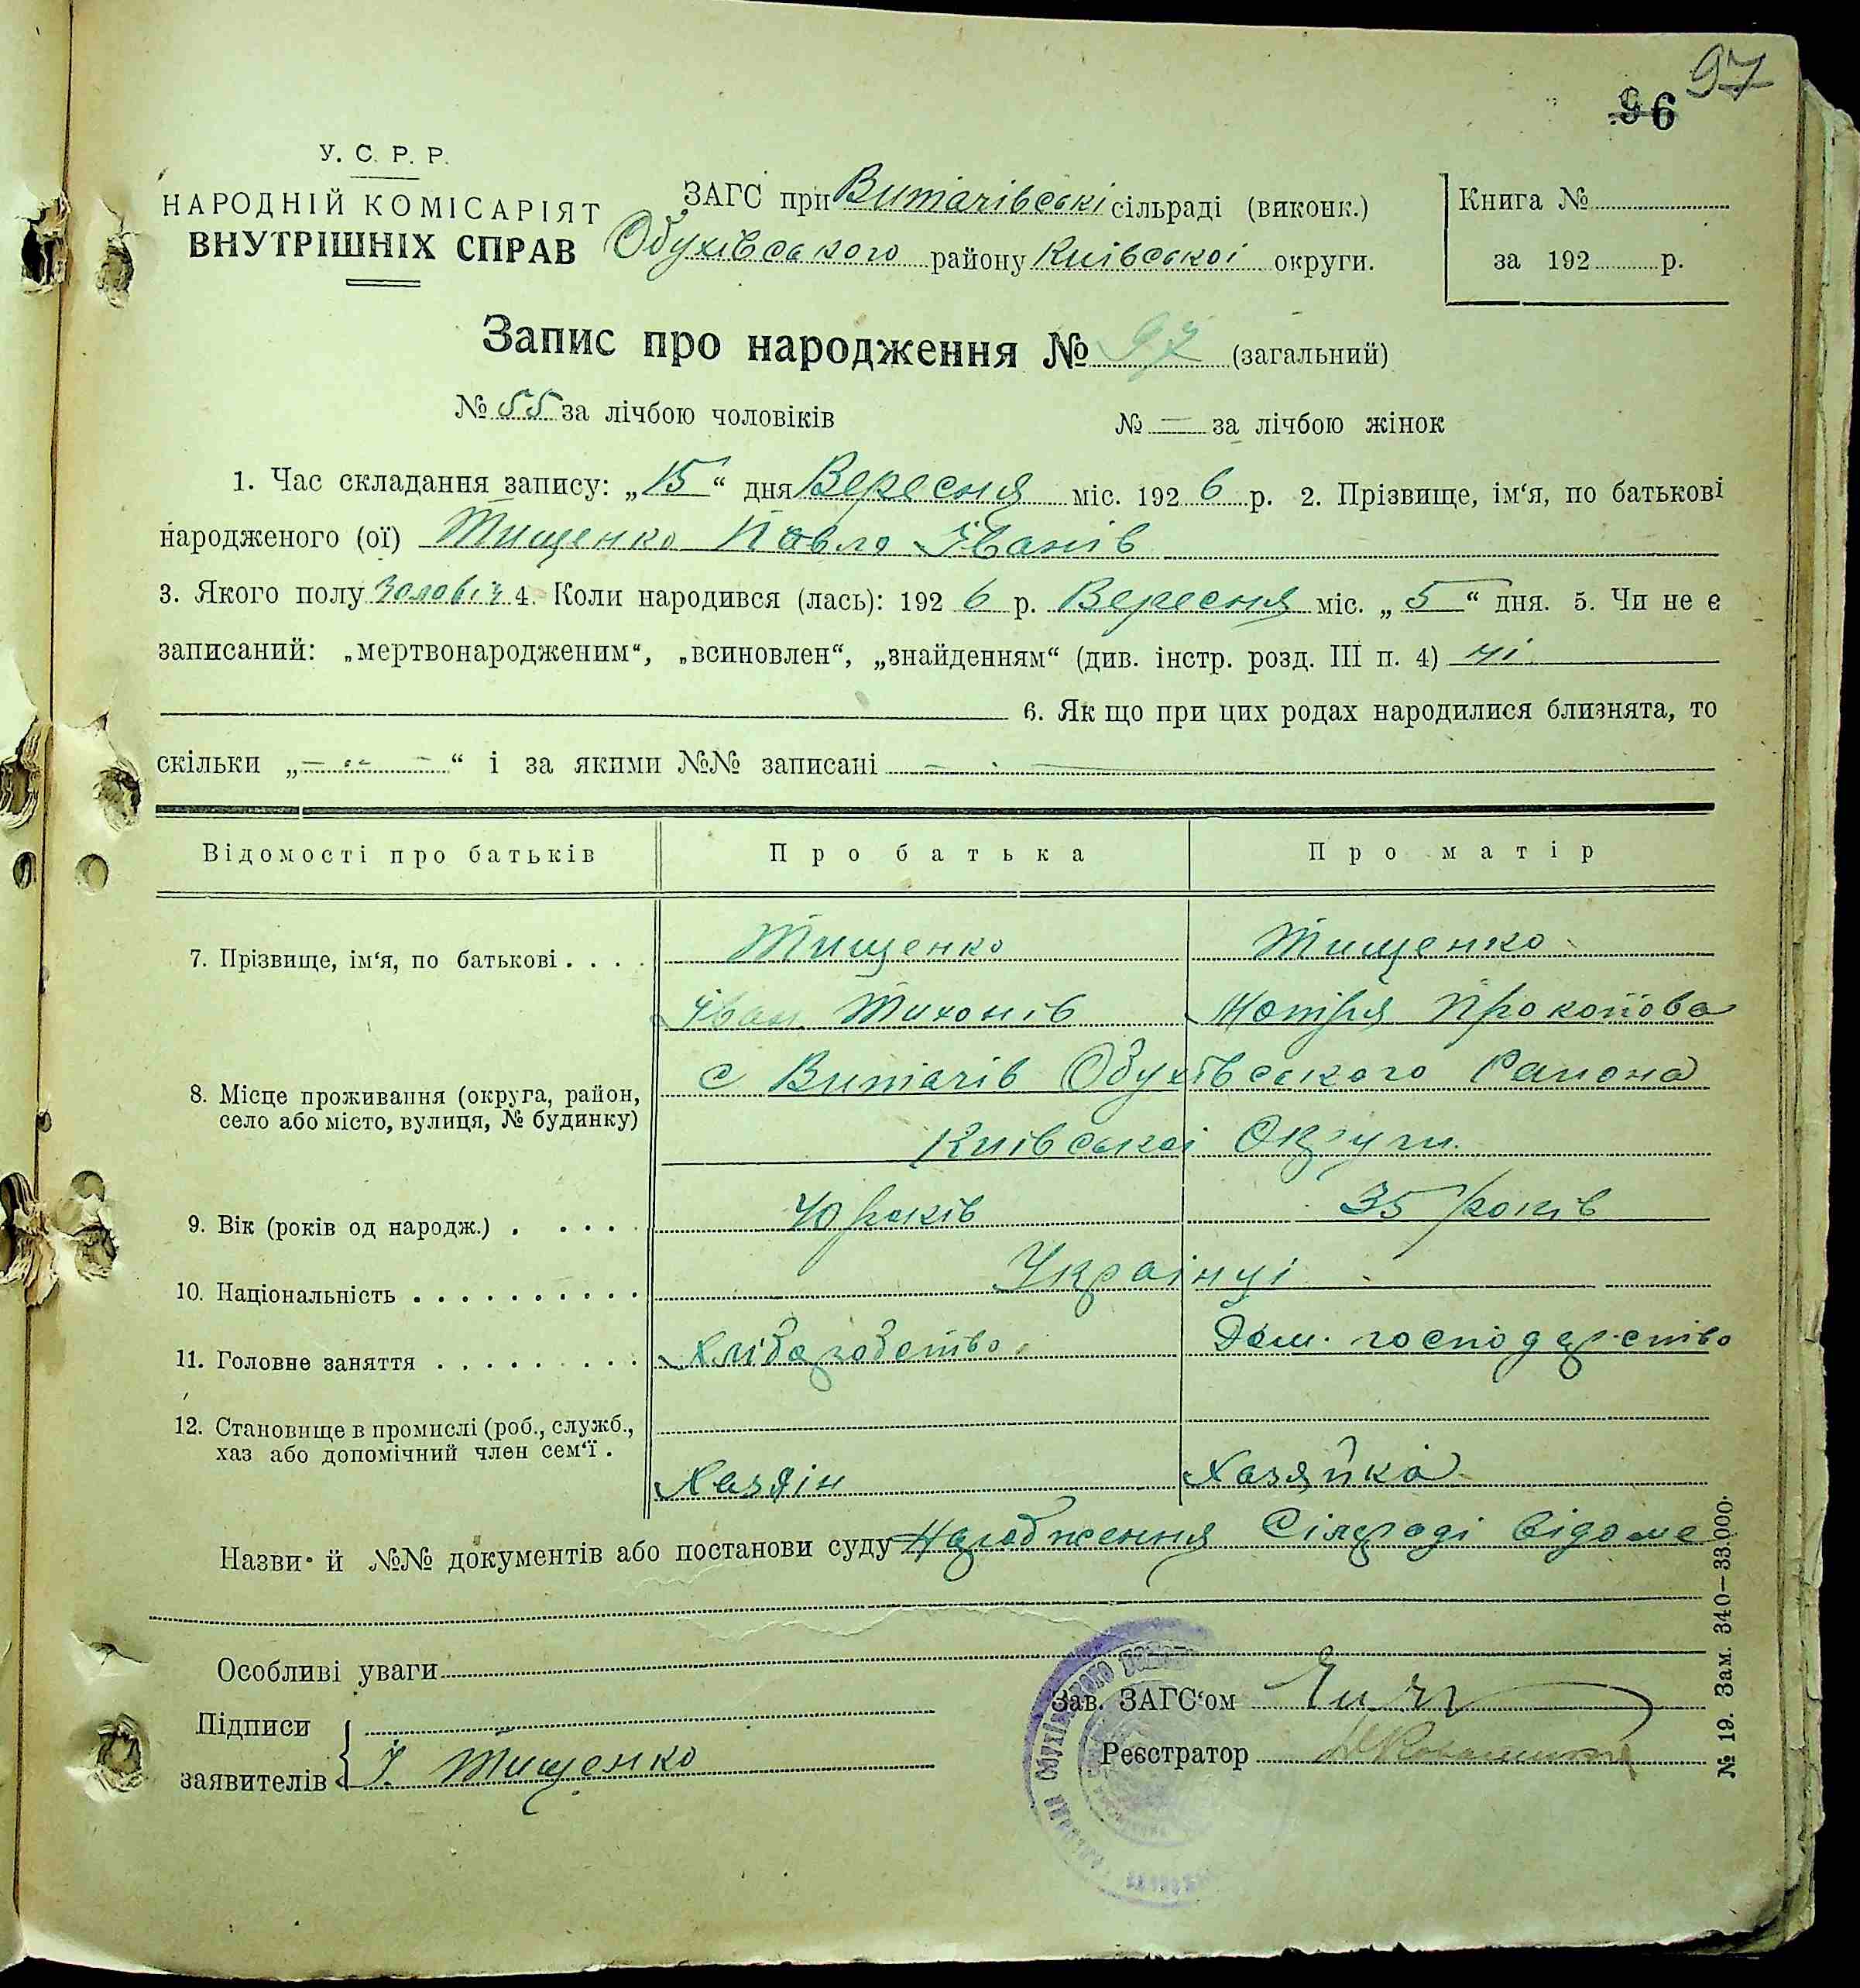 97
96
У. С. Р. Р.
НАРОДНІЙ КОМІСАРІЯТ
ВНУТРІШНІХ СПРАВ
ЗАГС при Витачівські сільраді (виконк.)
Обухівського району Київської округи.
Книга №
за 192 р.
Запис про народження № 97 (загальний)
№ 55 за лічбою чоловіків № — за лічбою жінок
1. Час складання запису: „15“ дня Вересня міс. 1926 р. 2. Прізвище, ім‘я, по батькові
народженого (ої) Тищенко Павло Іванів
3. Якого полу чоловіч 4. Коли народився (лась): 1926 р. Вересня міс. „5“ дня. 5. Чи не є
записаний: „мертвонародженим“, „всиновлен“, „знайденням“ (див. інстр. розд. III п. 4) ні
6. Як що при цих родах народилися близнята, то
скільки „— “ і за якими №№ записані —
Відомості про батьків Про батька Про матір
7. Прізвище, ім‘я, по батькові . . . . Тищенко Тищенко
Іван Тихонів Мотря Прокопова
8. Місце проживання (округа, район, с Витачів Обухівського Района
село або місто, вулиця, № будинку)
Київської Округи.
9. Вік (років од народж.) . . . . . 40 років 35 років
10. Національність . . . . . . . . . . Українці
11. Головне заняття . . . . . . . . . Хліборобство Дом. господарство
12. Становище в промислі (роб., служб.,
хаз або допомічний член сем‘ї .
Хазяін Хазяйка
Назви й №№ документів або постанови суду Народження Сілраді відоме
Особливі уваги
Зав. ЗАГС‘ом
Підписи
Реєстратор
заявителів І. Тищенко
№ 19. Зам. 340—33.000.